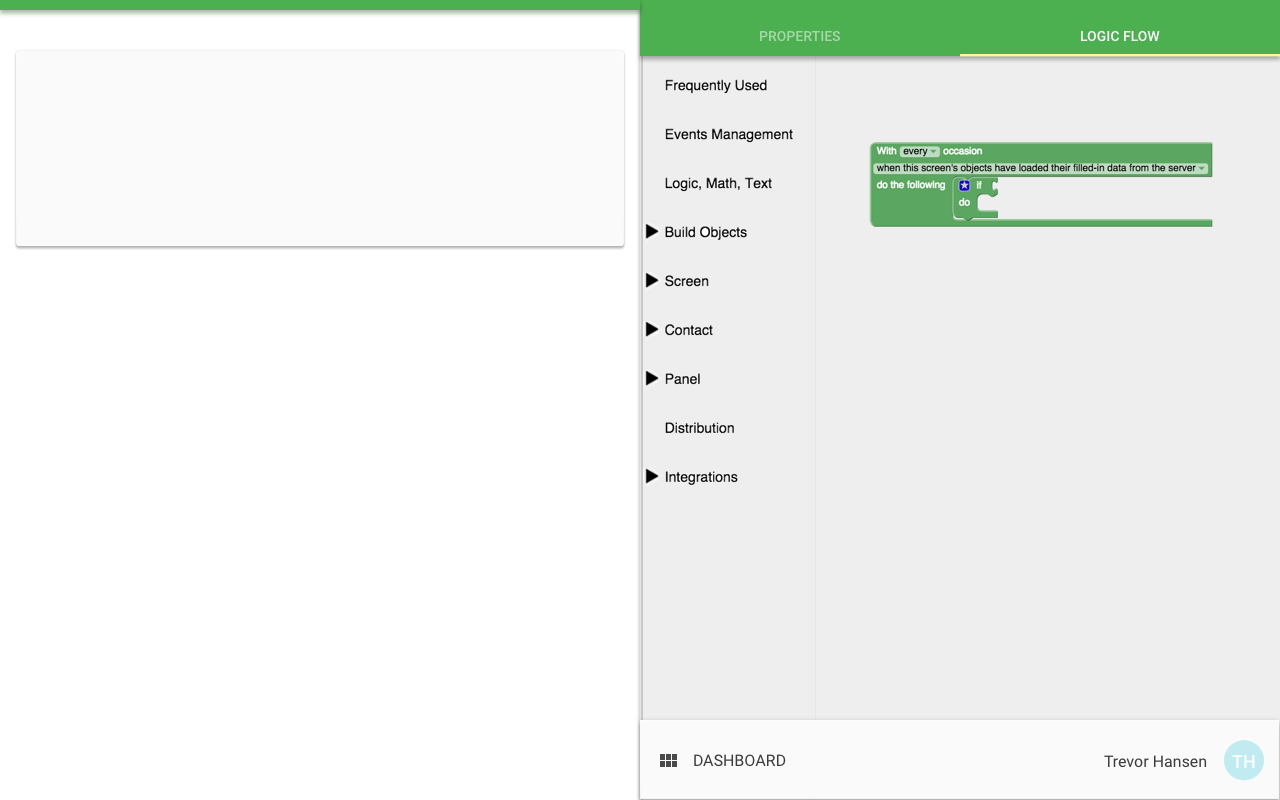 PROPERTIES
LOGIC FLOW
Frequently Used
Events Management
Logic, Math, Text
Build Objects
Screen
Contact
Panel
Distribution
Integrations
With every occasion
when this screen's objects have loaded their filled-in data from the server
do the following if
do
DASHBOARD
Trevor Hansen
TH